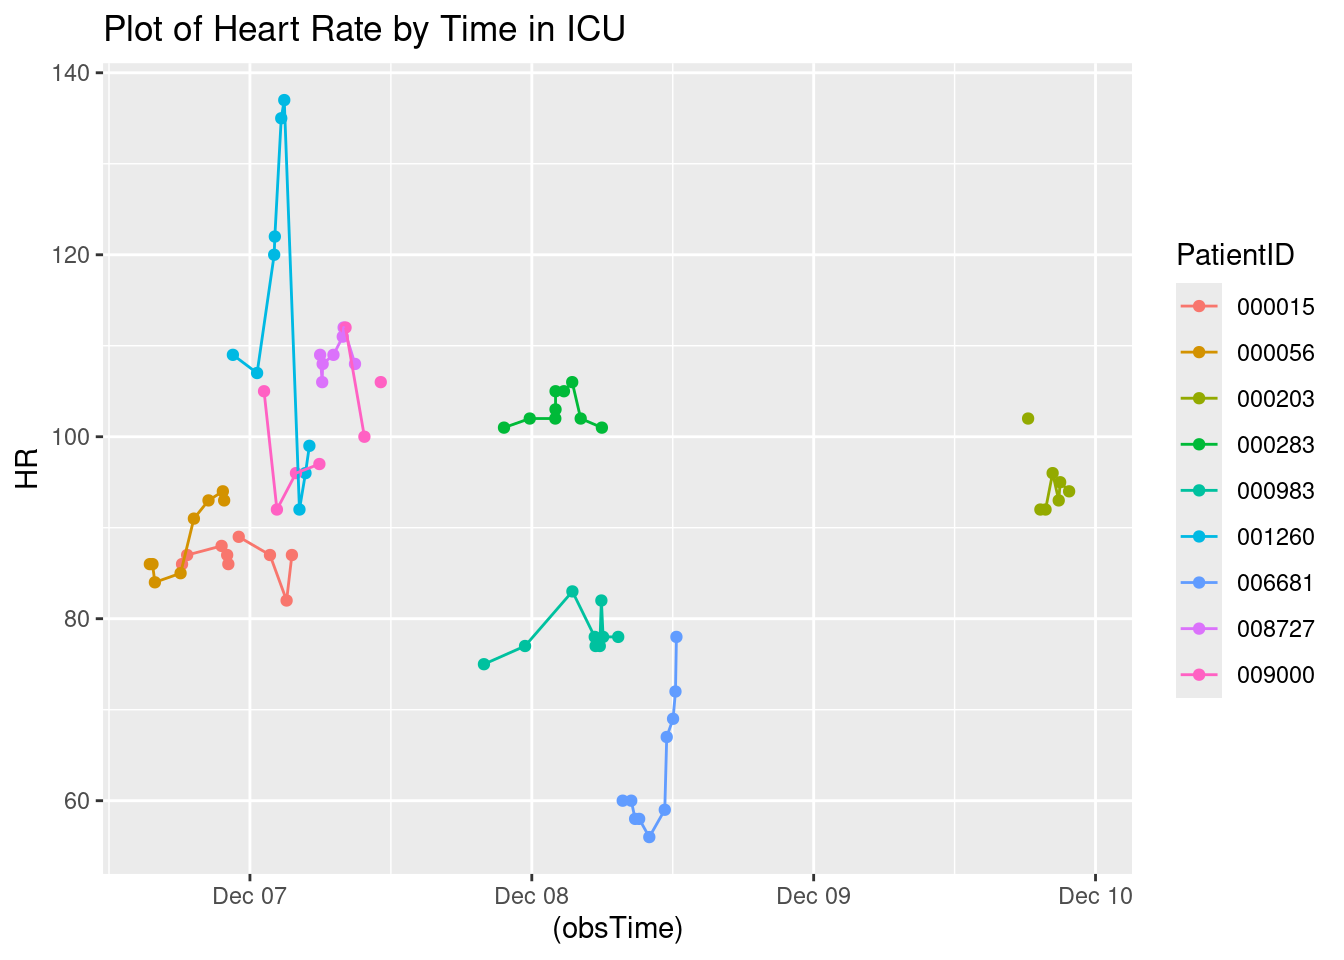 Plot of Heart Rate by Time in ICU
140
120
100
80
60
HR
Dec 07
Dec 08
Dec 09
Dec 10
(obsTime)
PatientID
000015
000056
000203
000283
000983
001260
006681
008727
009000